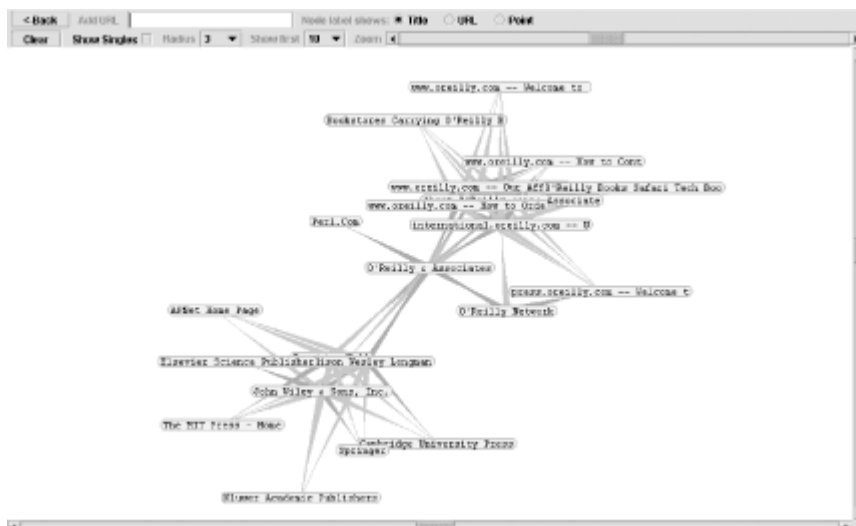 < Back Add URL Node label shows: Title URL Point
Clear Show Singles Radius 3 Show first 10 Zoom
www.oreilly.com -- Welcome to
Bookstores Carrying O'Reilly B
www.oreilly.com -- How to Cont
www.oreilly.com -- Our Aff O'Reilly Books Safari Tech Boo
www.oreilly.com -- How to Orde Associate
Perl.Com
international.oreilly.com -- 
O'Reilly & Associates
press.oreilly.com -- Welcome t
O'Reilly Network
APNet Home Page
Elsevier Science Publisher Wesley Longman
John Wiley & Sons, Inc.
The MIT Press - Home
Cambridge University Press
Springer
Kluwer Academic Publishers